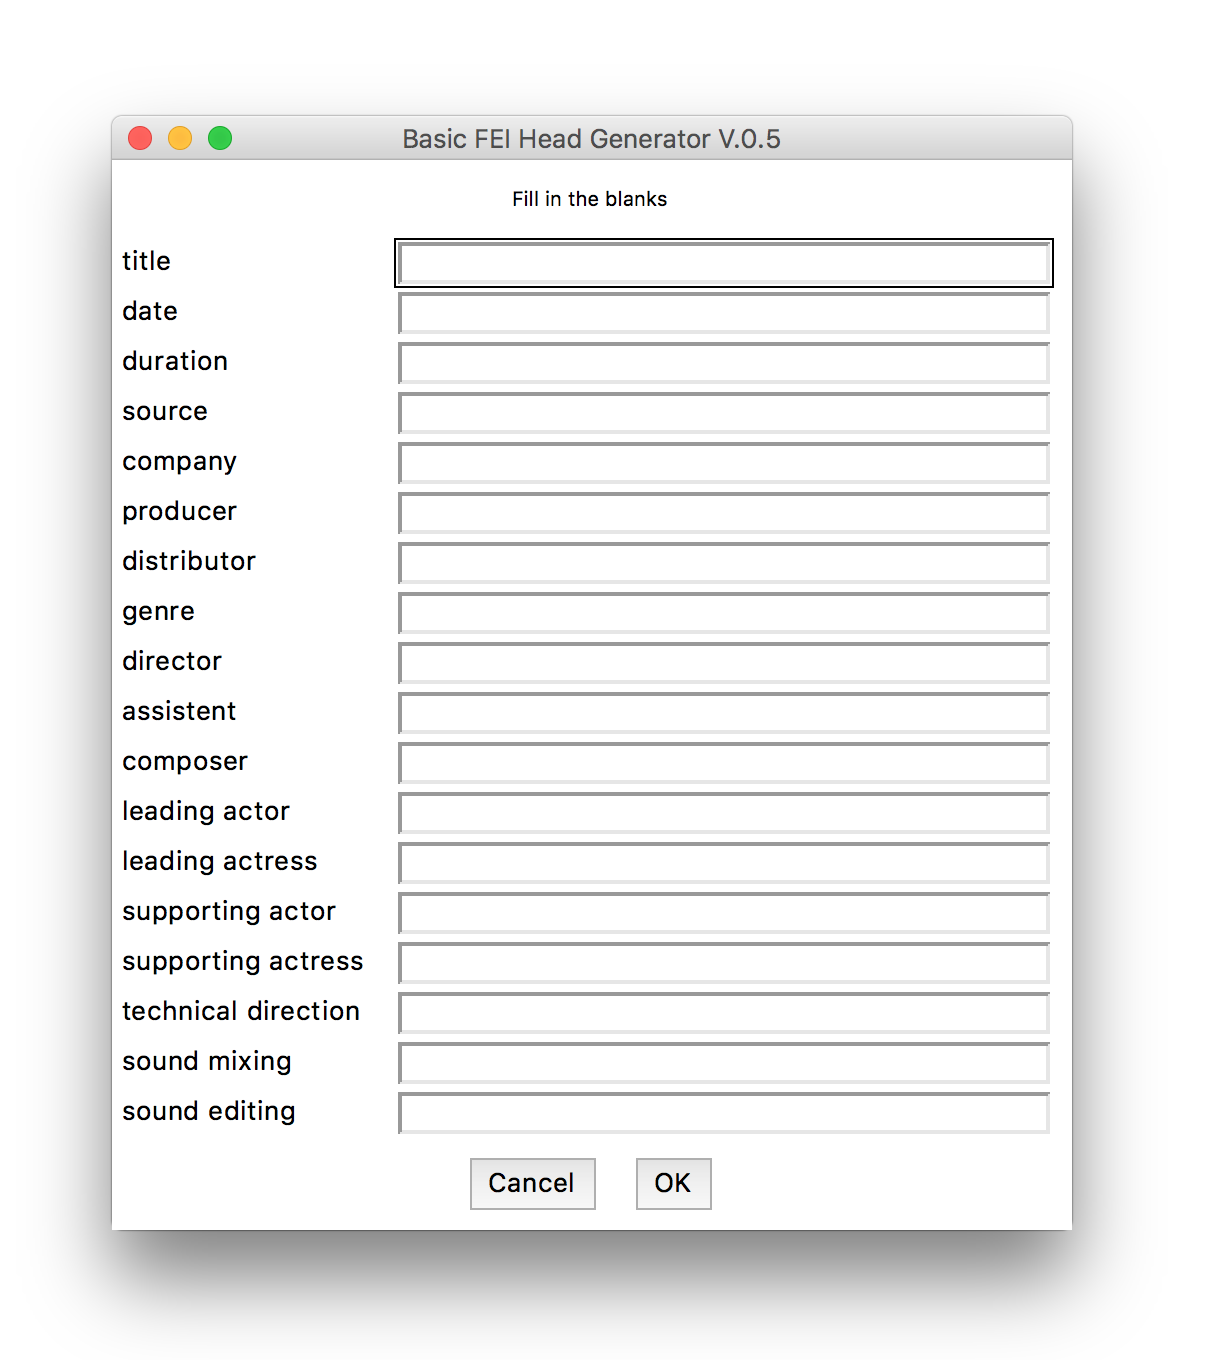 Basic FEI Head Generator V.0.5
Fill in the blanks
title
date
duration
source
company
producer
distributor
genre
director
assistent
composer
leading actor
leading actress
supporting actor
supporting actress
technical direction
sound mixing
sound editing
Cancel OK